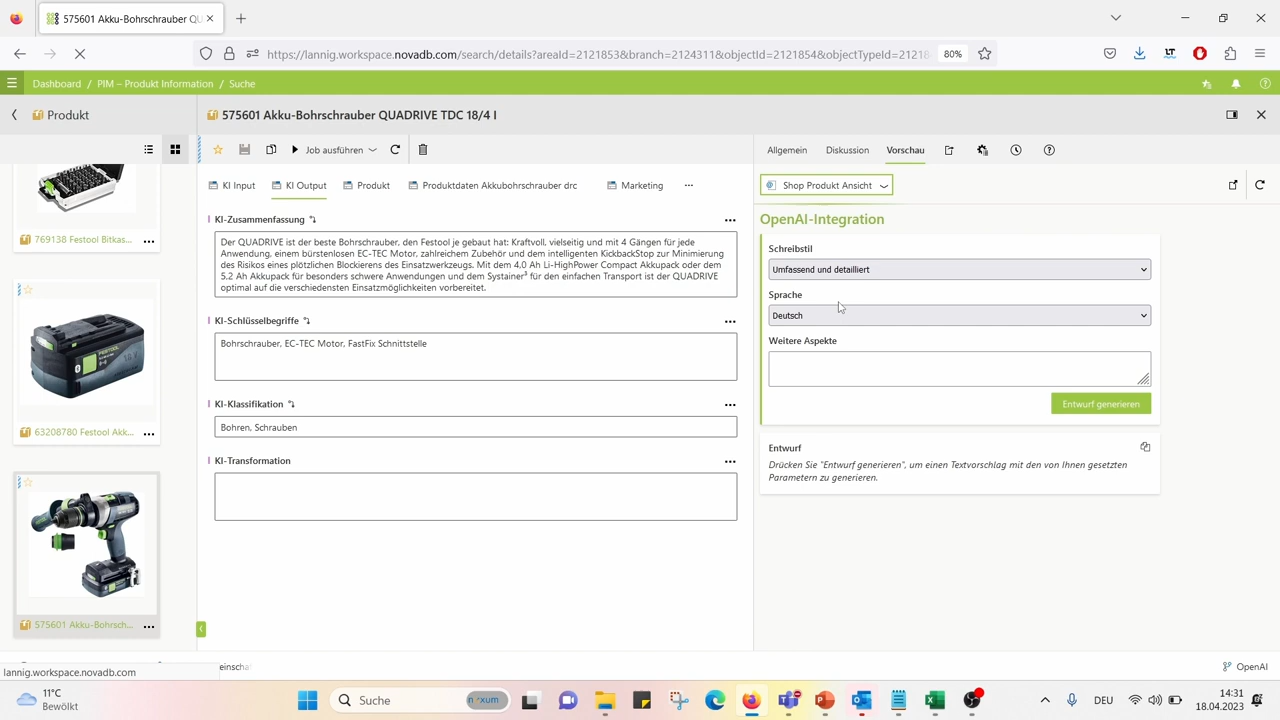 575601 Akku-Bohrschrauber QU
https://lannig.workspace.novadb.com/search/details?areaId=2121853&branch=2124311&objectId=2121854&objectTypeId=21218
80%
Dashboard / PIM – Produkt Information / Suche
Produkt
575601 Akku-Bohrschrauber QUADRIVE TDC 18/4 I
Job ausführen
Allgemein Diskussion Vorschau
KI Input KI Output Produkt Produktdaten Akkubohrschrauber drc Marketing ...
Shop Produkt Ansicht
769138 Festool Bitkas...
63208780 Festool Akk...
575601 Akku-Bohrsch...
KI-Zusammenfassung
Der QUADRIVE ist der beste Bohrschrauber, den Festool je gebaut hat: Kraftvoll, vielseitig und mit 4 Gängen für jede
Anwendung, einem bürstenlosen EC-TEC Motor, zahlreichem Zubehör und dem intelligenten KickbackStop zur Minimierung
des Risikos eines plötzlichen Blockierens des Einsatzwerkzeugs. Mit dem 4.0 Ah Li-HighPower Compact Akkupack oder dem
5.2 Ah Akkupack für besonders schwere Anwendungen und dem Systainer³ für den einfachen Transport ist der QUADRIVE
optimal auf die verschiedensten Einsatzmöglichkeiten vorbereitet.
KI-Schlüsselbegriffe
Bohrschrauber, EC-TEC Motor, FastFix Schnittstelle
KI-Klassifikation
Bohren, Schrauben
KI-Transformation
OpenAI-Integration
Schreibstil
Umfassend und detailliert
Sprache
Deutsch
Weitere Aspekte
Entwurf generieren
Entwurf
Drücken Sie "Entwurf generieren", um einen Textvorschlag mit den von Ihnen gesetzten
Parametern zu generieren.
lannig.workspace.novadb.com
einscha
OpenAI
11°C
Bewölkt
Suche
DEU
14:31
18.04.2023